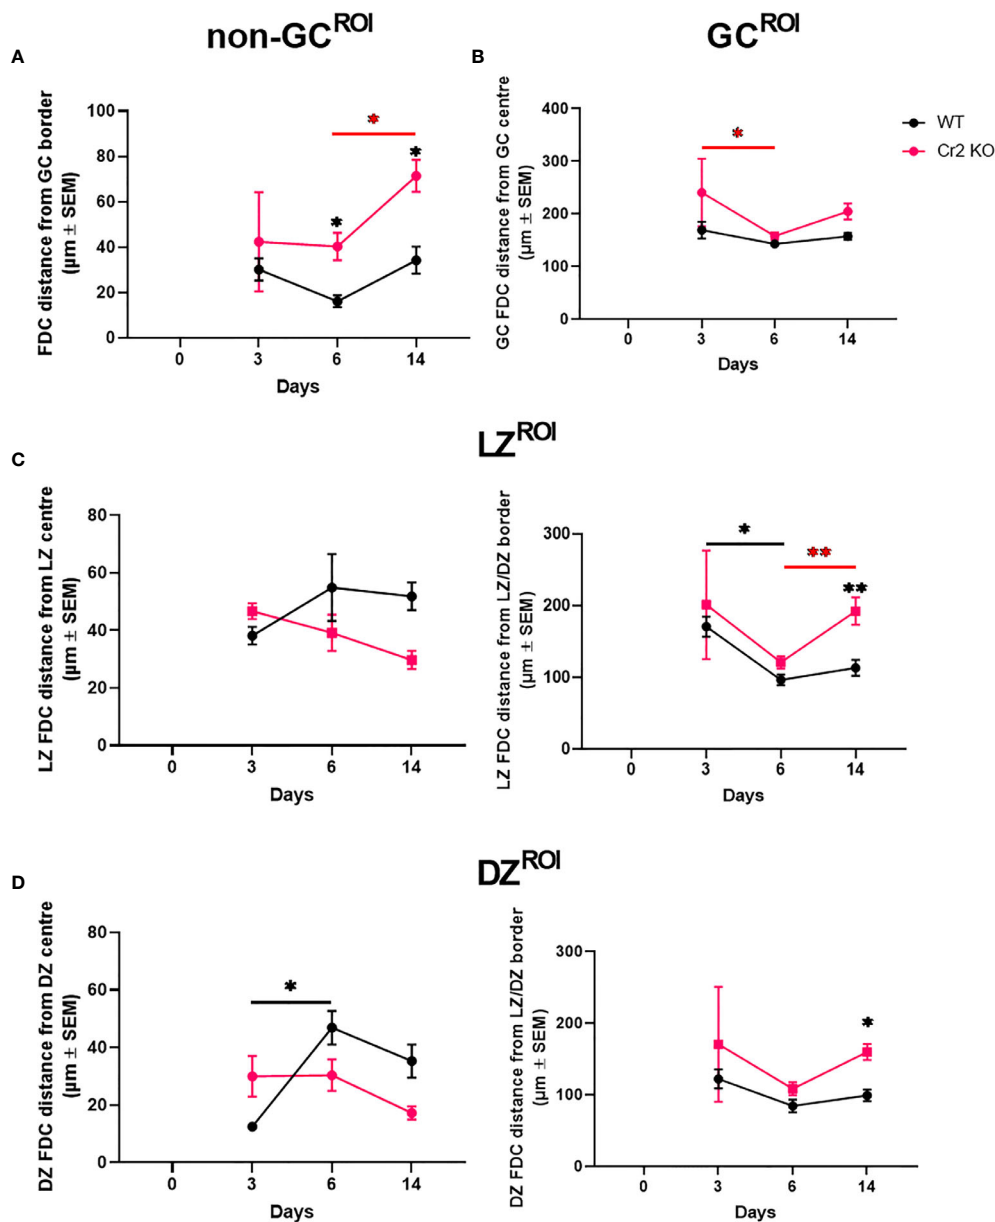 non-GC^ROI
GC^ROI
A
B
FDC distance from GC border
(µm ± SEM)
100
80
60
40
20
0
*
*
*
0 3 6 14
Days
GC FDC distance from GC centre
(µm ± SEM)
400
300
200
100
0
*
0 3 6 14
Days
WT
Cr2 KO
LZ^ROI
C
LZ FDC distance from LZ centre
(µm ± SEM)
80
60
40
20
0
0 3 6 14
Days
LZ FDC distance from LZ/DZ border
(µm ± SEM)
300
200
100
0
*
**
**
0 3 6 14
Days
DZ^ROI
D
DZ FDC distance from DZ centre
(µm ± SEM)
80
60
40
20
0
*
0 3 6 14
Days
DZ FDC distance from LZ/DZ border
(µm ± SEM)
300
200
100
0
*
0 3 6 14
Days